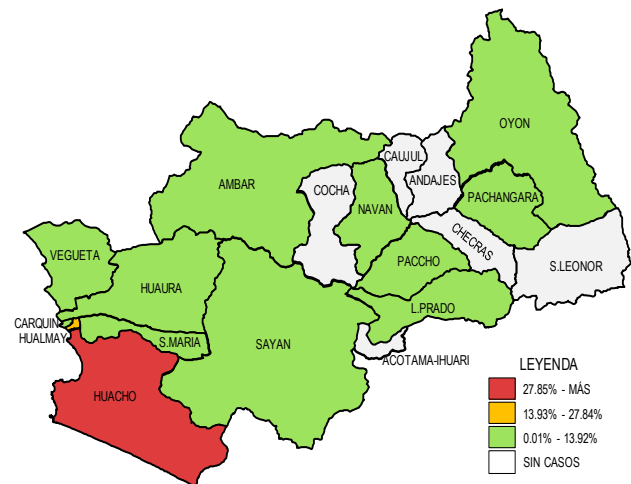 OYON
CAUJUL
ANDAJES
COCHA
AMBAR
PACHANGARA
NAVAN
CHECRAS
VEGUETA
PACCHO
S.LEONOR
HUAURA
L.PRADO
CARQUIN
HUALMAY
S.MARIA
SAYAN
ACOTAMA-IHUARI
HUACHO
LEYENDA
27.85% - MÁS
13.93% - 27.84%
0.01% - 13.92%
SIN CASOS